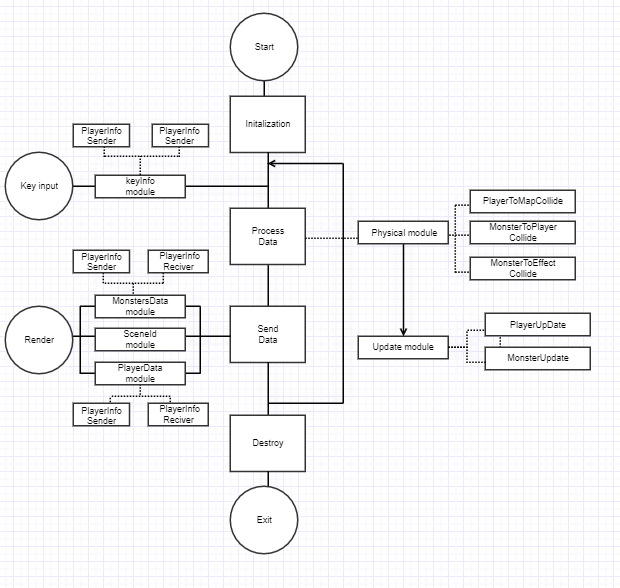 Start
Initalization
PlayerInfo
Sender
PlayerInfo
Sender
Key input
keyInfo
module
Process
Data
Physical module
PlayerToMapCollide
MonsterToPlayer
Collide
MonsterToEffect
Collide
PlayerInfo
Sender
PlayerInfo
Reciver
MonstersData
module
Render
SceneId
module
Send
Data
Update module
PlayerUpDate
MonsterUpdate
PlayerData
module
PlayerInfo
Sender
PlayerInfo
Reciver
Destroy
Exit